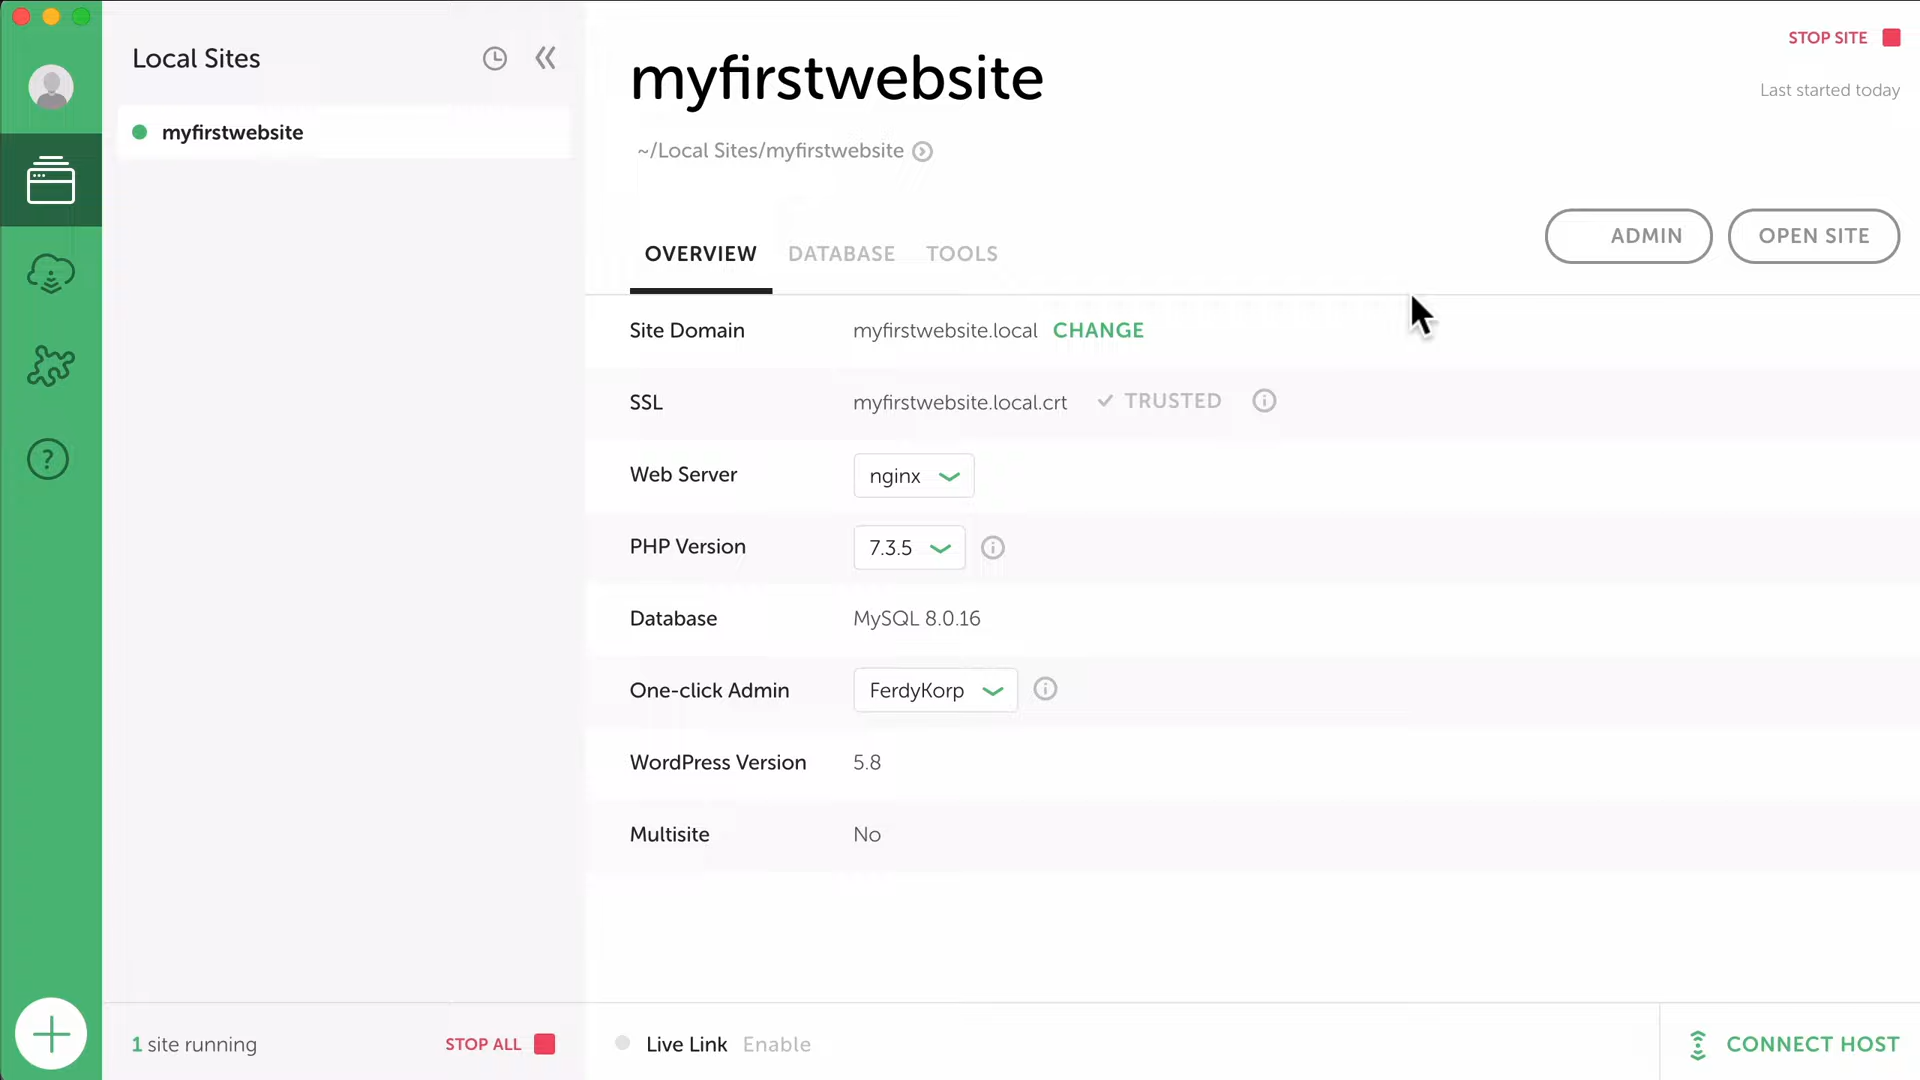 Local Sites
myfirstwebsite
1 site running
STOP ALL
myfirstwebsite
~/Local Sites/myfirstwebsite
STOP SITE
Last started today
OVERVIEW DATABASE TOOLS
ADMIN
OPEN SITE
Site Domain myfirstwebsite.local CHANGE
SSL myfirstwebsite.local.crt TRUSTED
Web Server nginx
PHP Version 7.3.5
Database MySQL 8.0.16
One-click Admin FerdyKorp
WordPress Version 5.8
Multisite No
Live Link Enable
CONNECT HOST